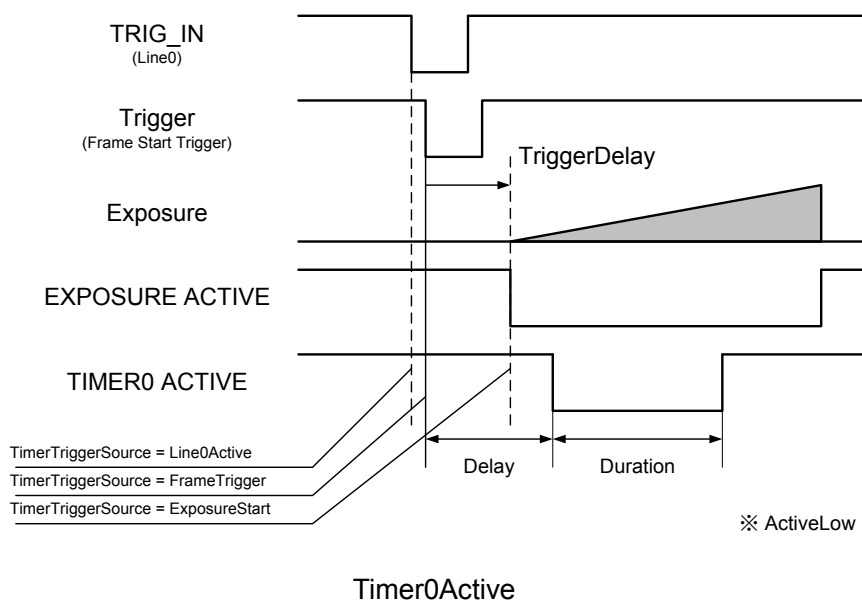 TRIG_IN
(Line0)
Trigger
(Frame Start Trigger)
TriggerDelay
Exposure
EXPOSURE ACTIVE
TIMER0 ACTIVE
TimerTriggerSource = Line0Active
TimerTriggerSource = FrameTrigger
TimerTriggerSource = ExposureStart
Delay
Duration
※ ActiveLow
Timer0Active